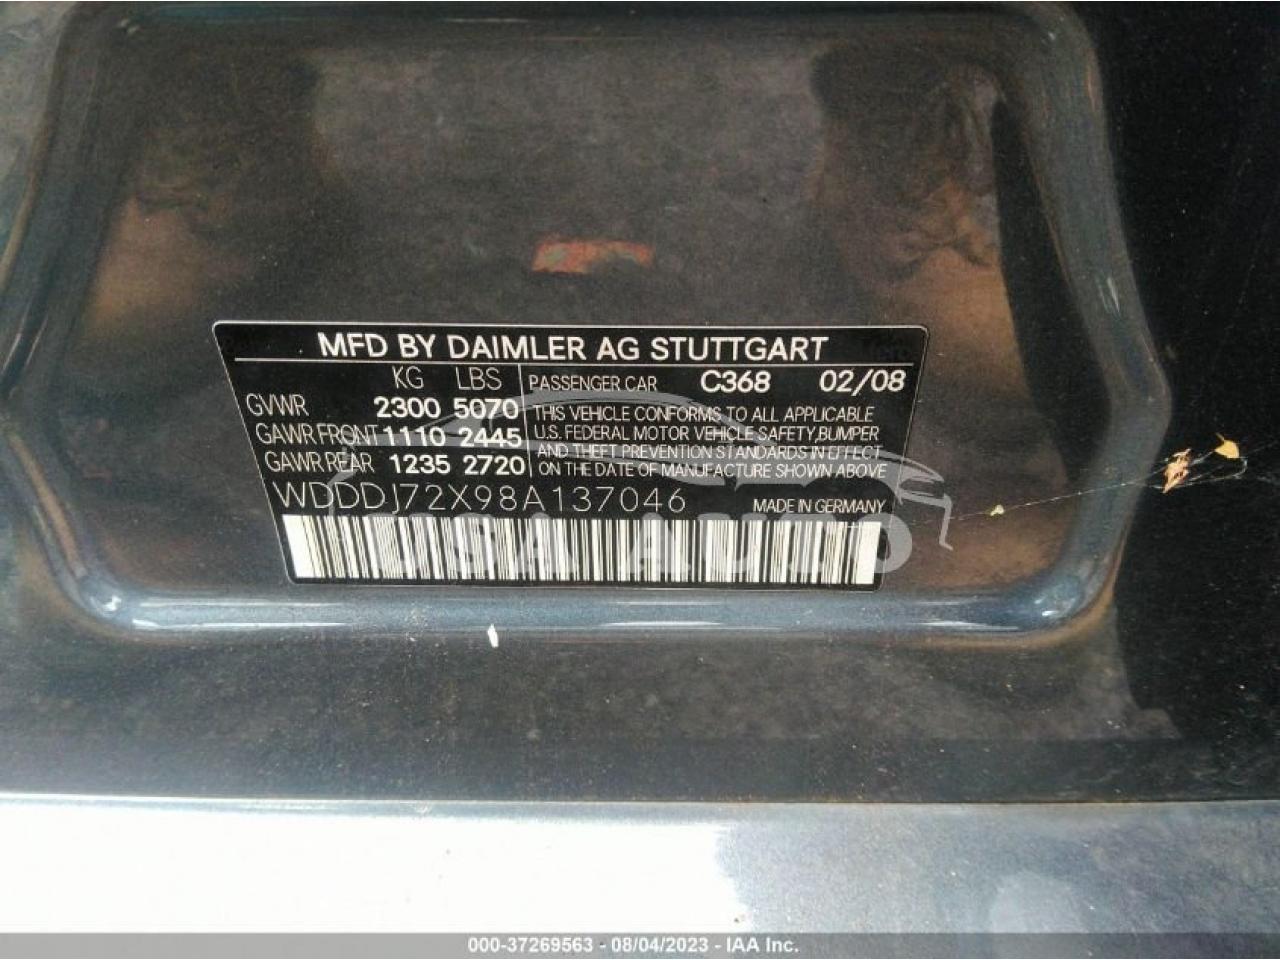 MFD BY DAIMLER AG STUTTGART
KG LBS
GVWR 2300 5070
GAWR FRONT 1110 2445
GAWR REAR 1235 2720
PASSENGER CAR C368 02/08
THIS VEHICLE CONFORMS TO ALL APPLICABLE
U.S. FEDERAL MOTOR VEHICLE SAFETY, BUMPER
AND THEFT PREVENTION STANDARDS IN EFFECT
ON THE DATE OF MANUFACTURE SHOWN ABOVE
WDDDJ72X98A137046 MADE IN GERMANY
USA AUTO
000-37269563 - 08/04/2023 - IAA Inc.